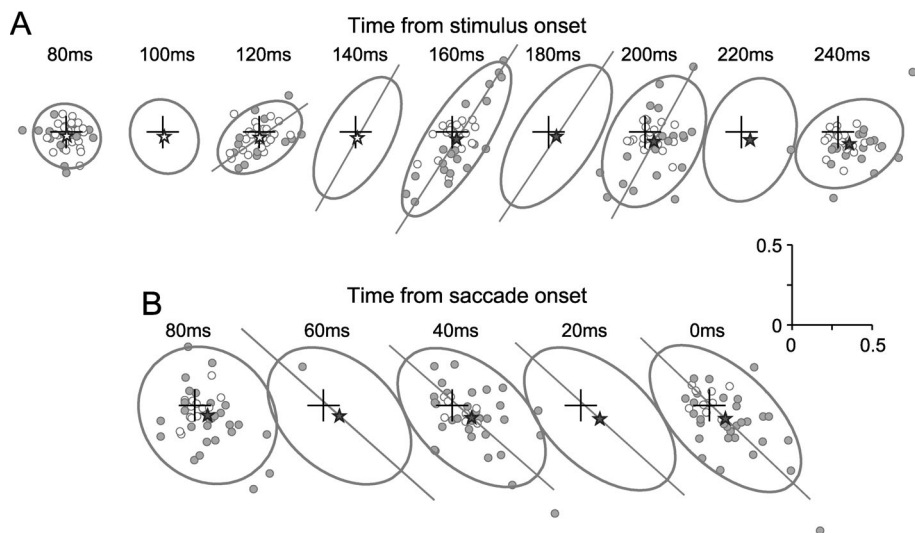 A
Time from stimulus onset
80ms 100ms 120ms 140ms 160ms 180ms 200ms 220ms 240ms
0.5
0
0 0.5
B
Time from saccade onset
80ms 60ms 40ms 20ms 0ms